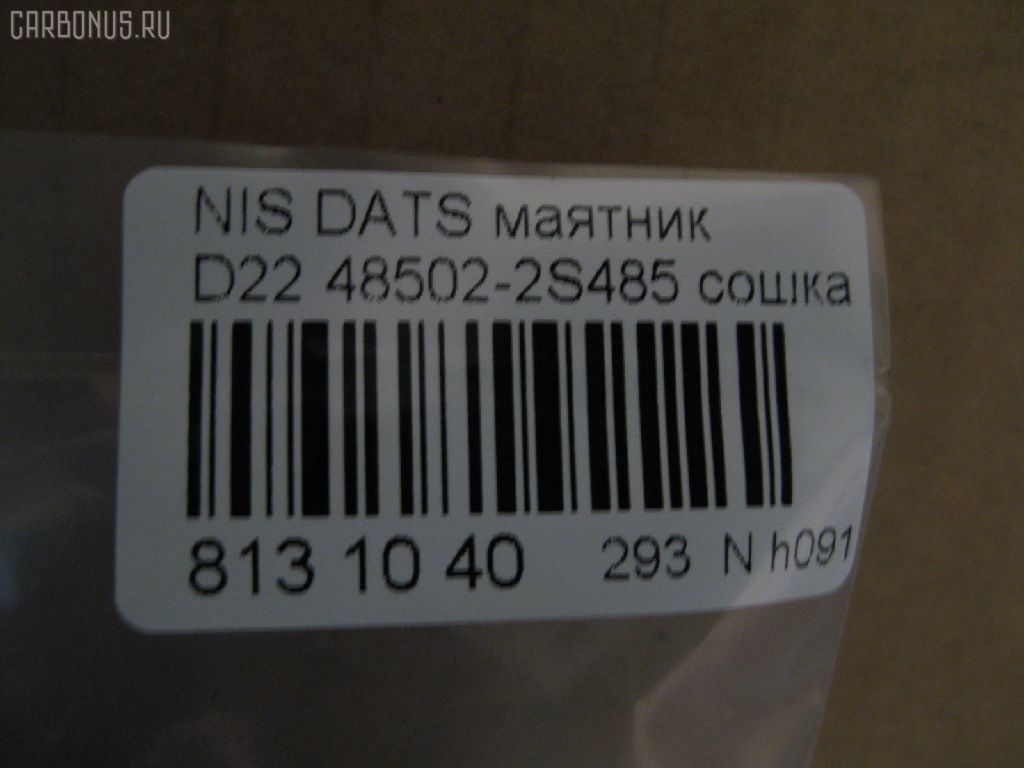 CARBONUS.RU
NIS DATS маятник
D22 48502-2S485 сошка
813 10 40 293 N h091